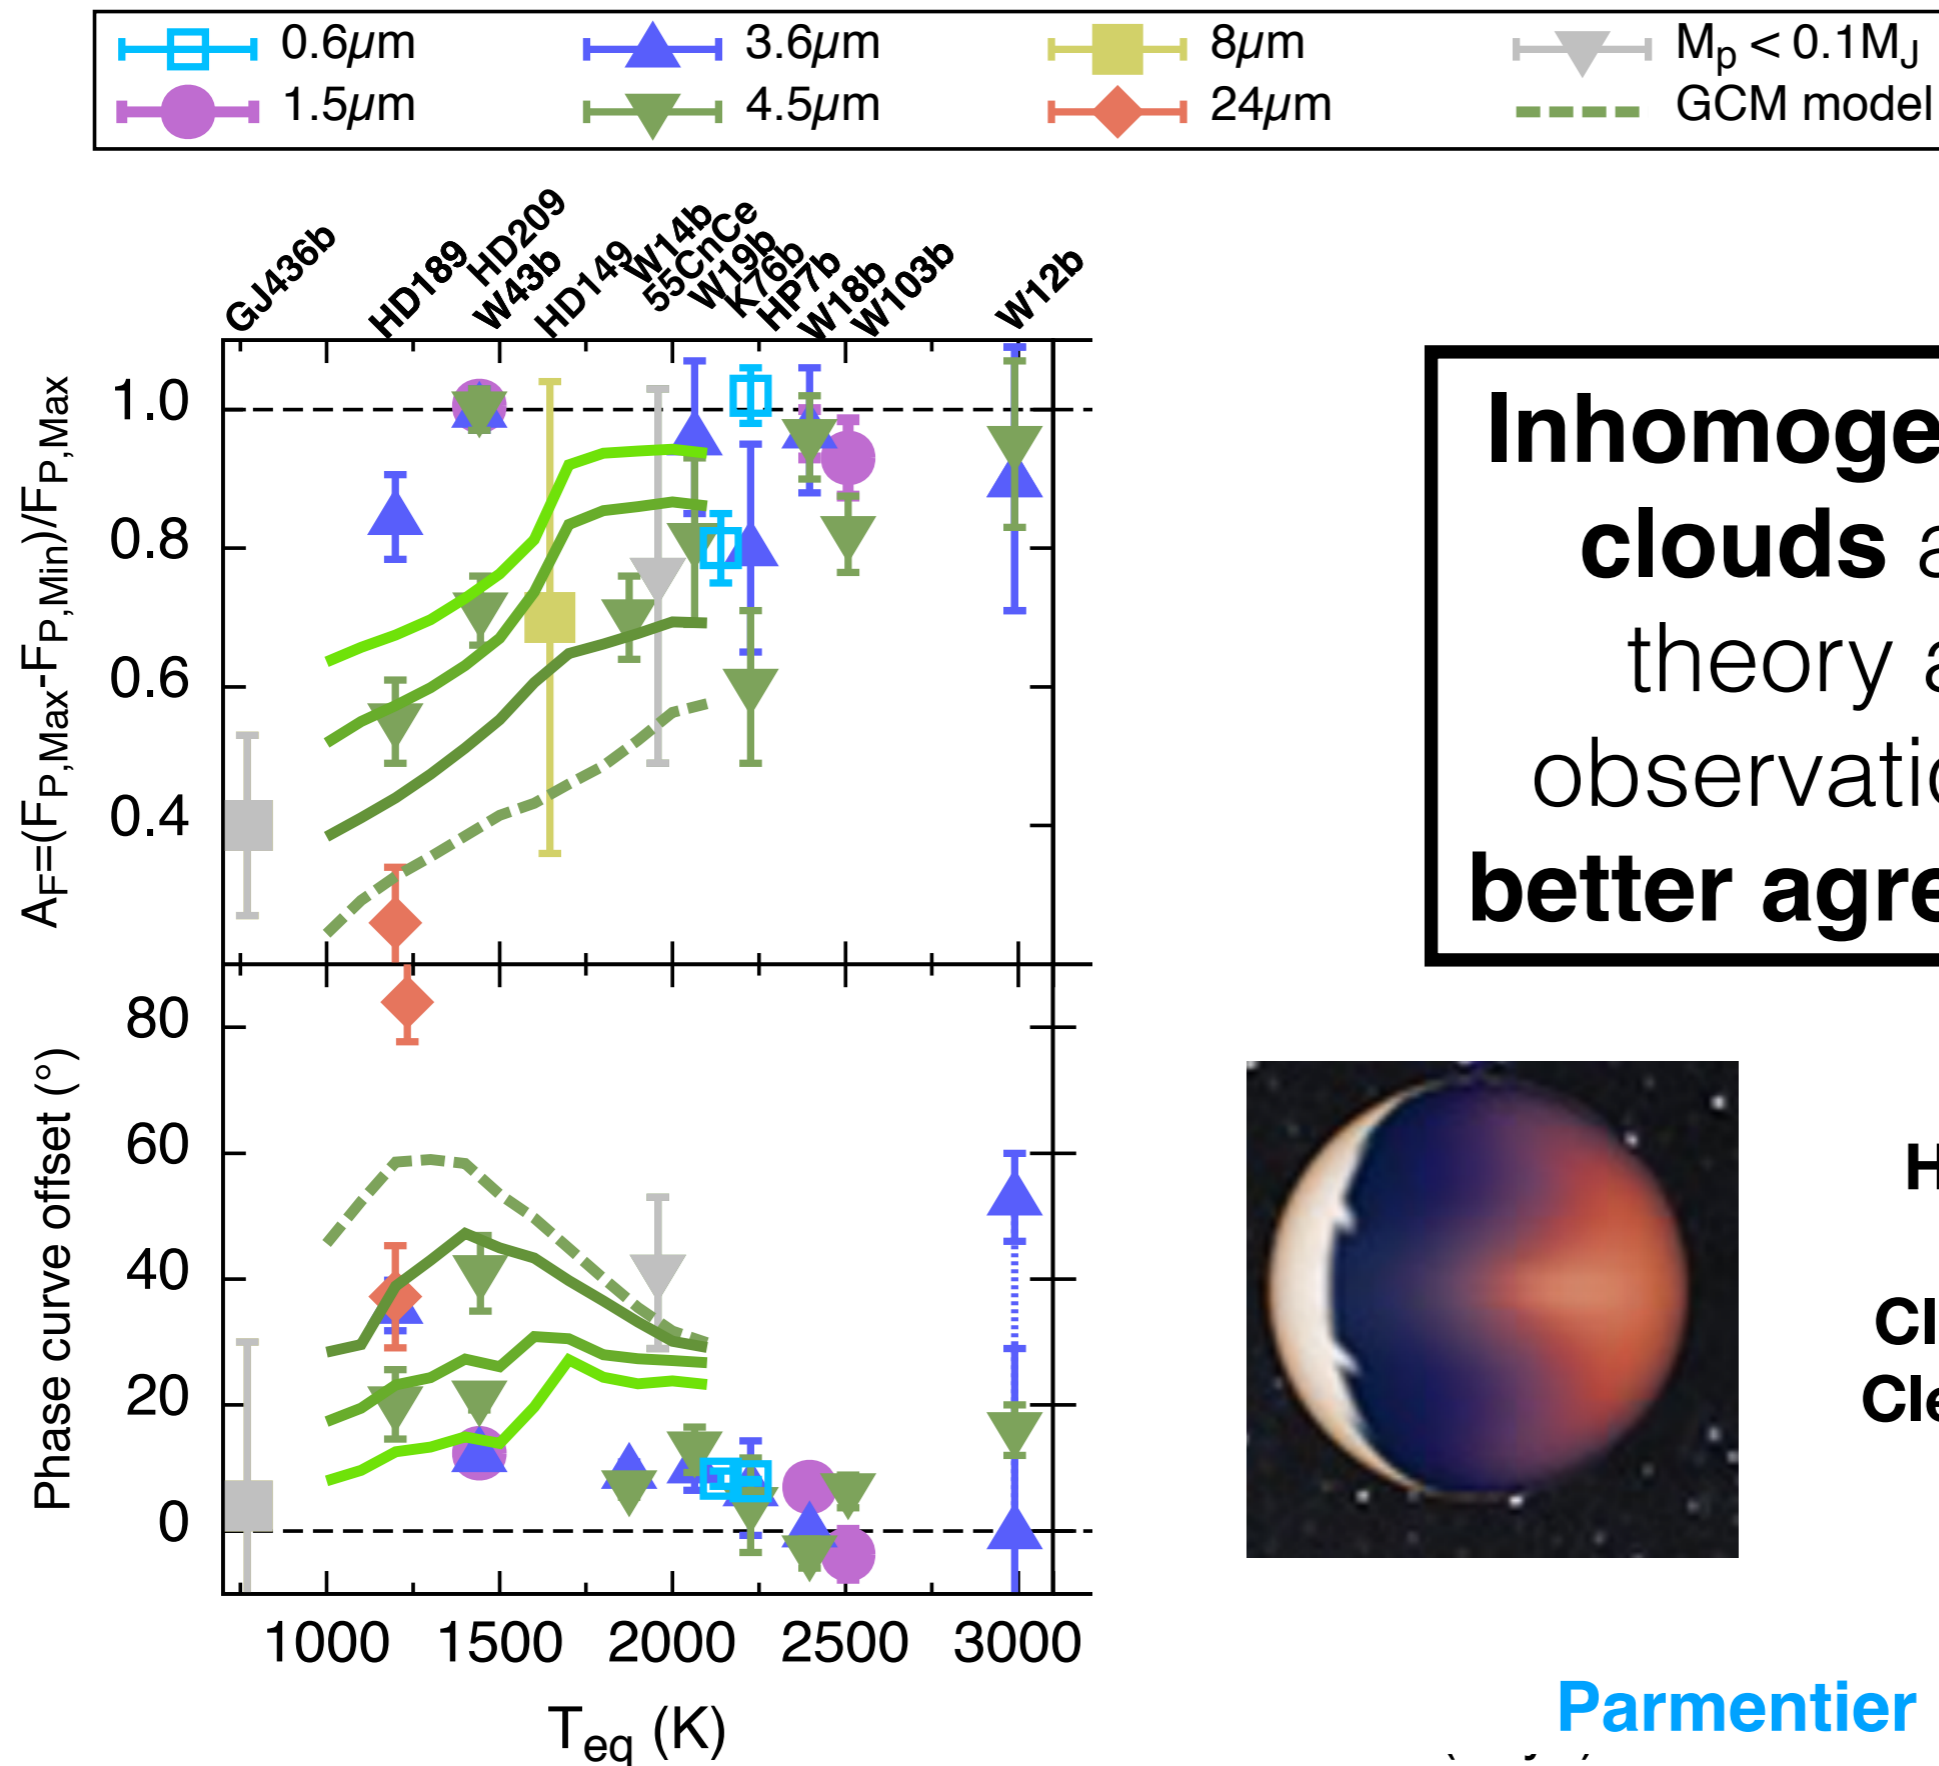 0.6µm
3.6µm
8µm
Mp < 0.1MJ
1.5µm
4.5µm
24µm
GCM model
GJ436b
HD189
HD209
W43b
HD149
W14b
55CnCe
W19b
K76b
HP7b
W18b
W103b
W12b
AF=(FP,Max-FP,Min)/FP,Max
1.0
0.8
0.6
0.4
Phase curve offset (°)
80
60
40
20
0
1000 1500 2000 2500 3000
Teq (K)
Inhomoge
clouds a
theory a
observatio
better agre
H
Cl
Cle
Parmentier